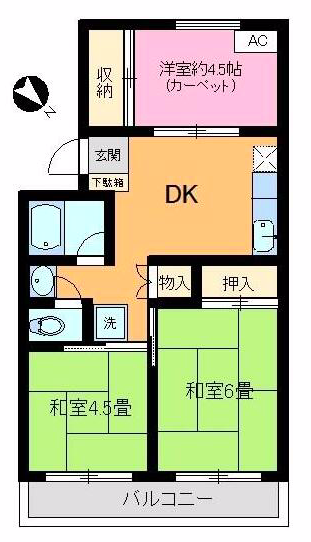 AC
洋室約4.5帖
(カーペット)
収納
N
玄関
下駄箱
DK
物入
押入
洗
和室4.5畳
和室6畳
バルコニー